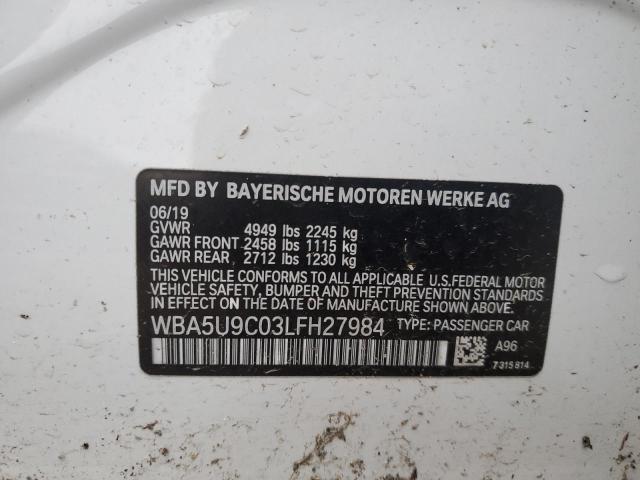 MFD BY BAYERISCHE MOTOREN WERKE AG
06/19
GVWR 4949 lbs 2245 kg
GAWR FRONT 2458 lbs 1115 kg
GAWR REAR 2712 lbs 1230 kg
THIS VEHICLE CONFORMS TO ALL APPLICABLE U.S.FEDERAL MOTOR
VEHICLE SAFETY, BUMPER AND THEFT PREVENTION STANDARDS IN
EFFECT ON THE DATE OF MANUFACTURE SHOWN ABOVE.
WBA5U9C03LFH27984 TYPE: PASSENGER CAR
A96
7315814